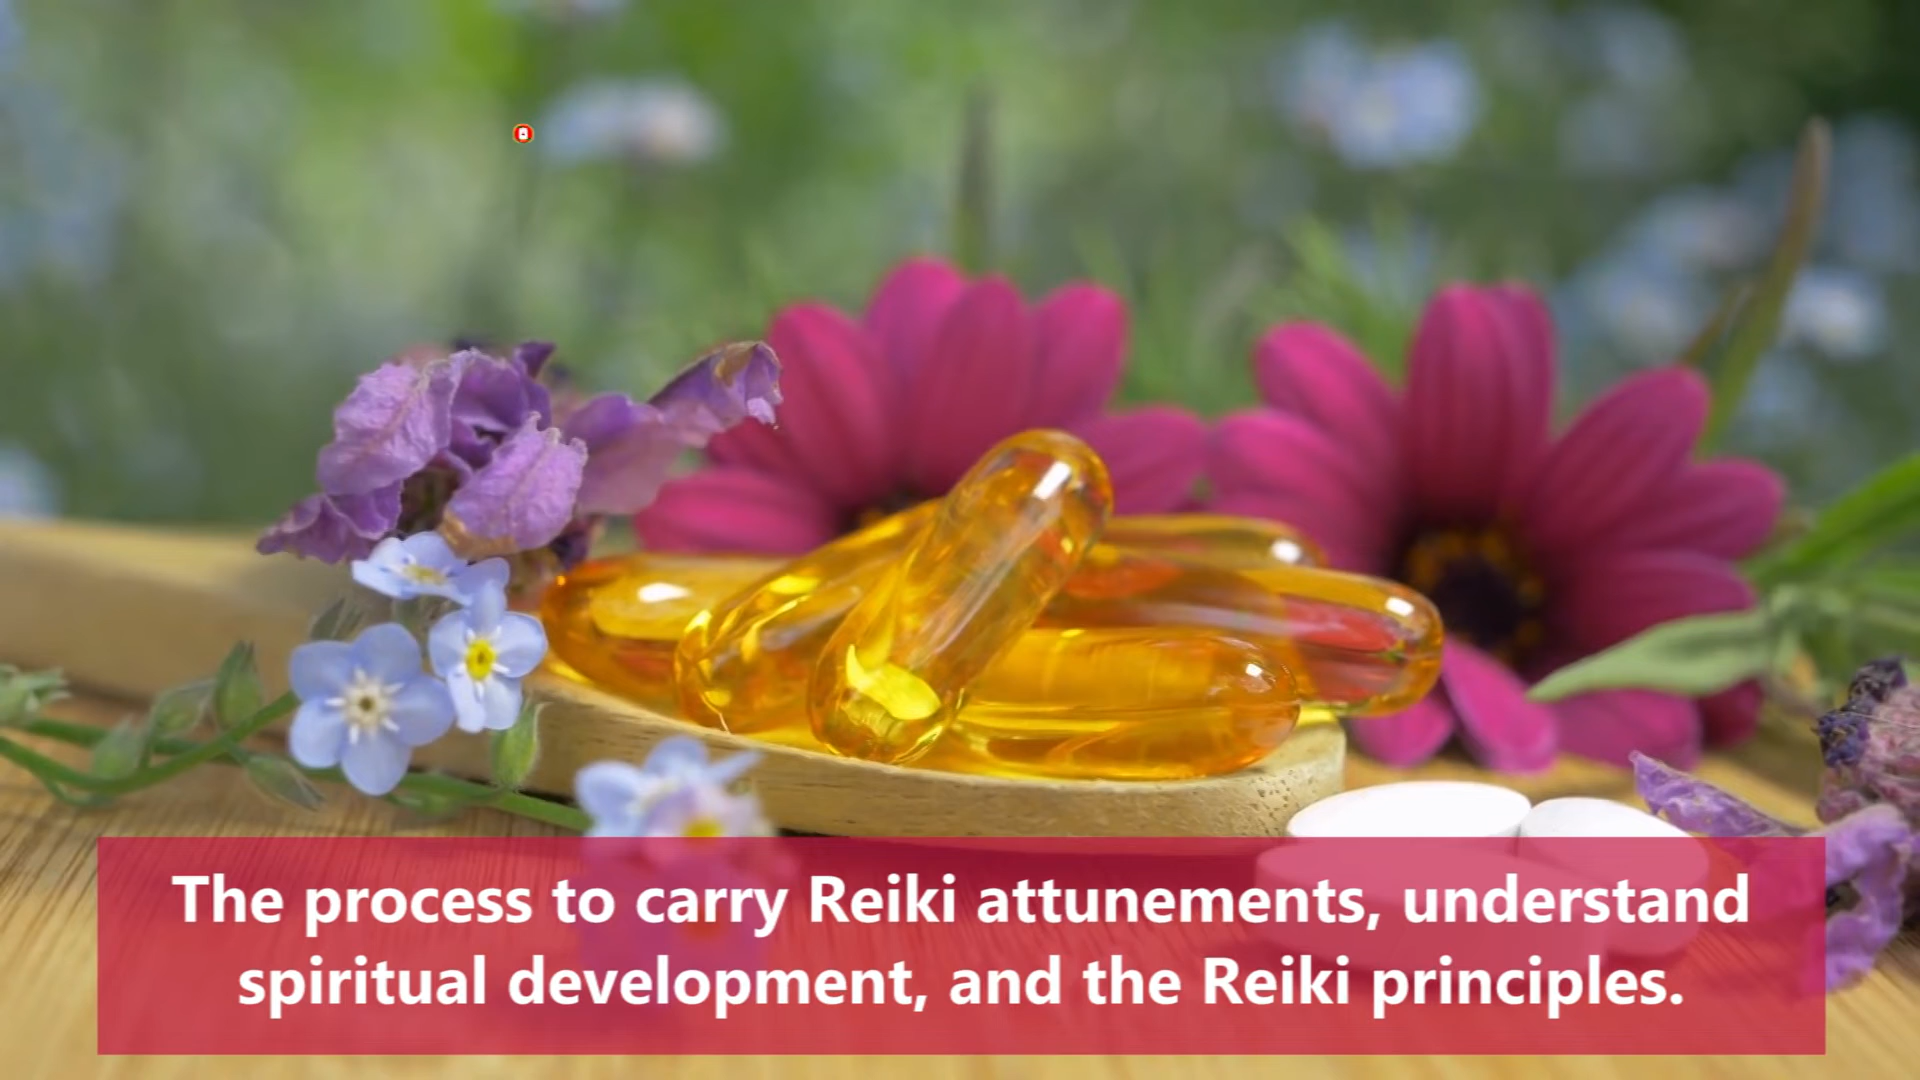 The process to carry Reiki attunements, understand
spiritual development, and the Reiki principles.